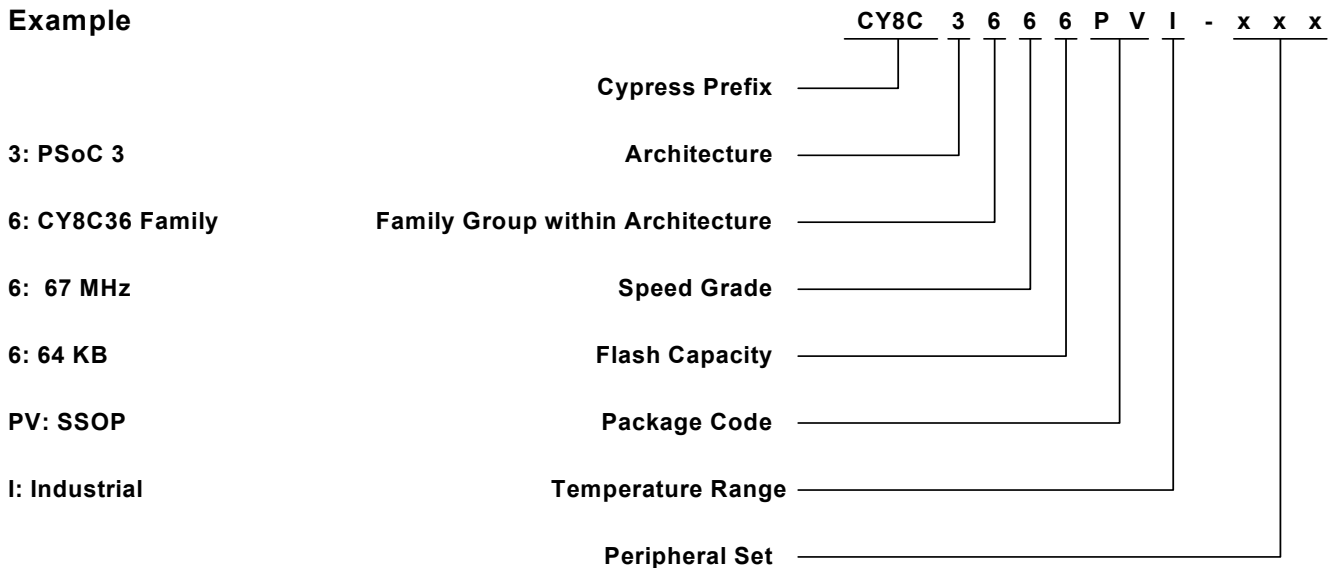 Example CY8C 3 6 6 6 P V I - x x x
Cypress Prefix
3: PSoC 3 Architecture
6: CY8C36 Family Family Group within Architecture
6: 67 MHz Speed Grade
6: 64 KB Flash Capacity
PV: SSOP Package Code
I: Industrial Temperature Range
Peripheral Set